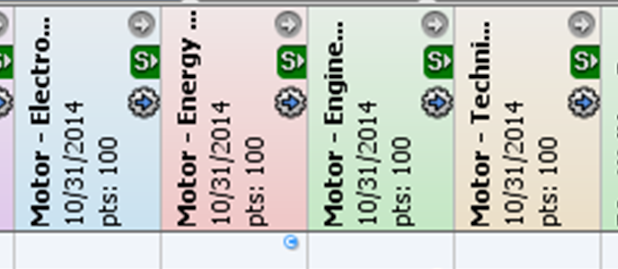 Motor - Electro...
10/31/2014
pts: 100
S
Motor - Energy ...
10/31/2014
pts: 100
S
Motor - Engine...
10/31/2014
pts: 100
S
Motor - Techni...
10/31/2014
pts: 100
S